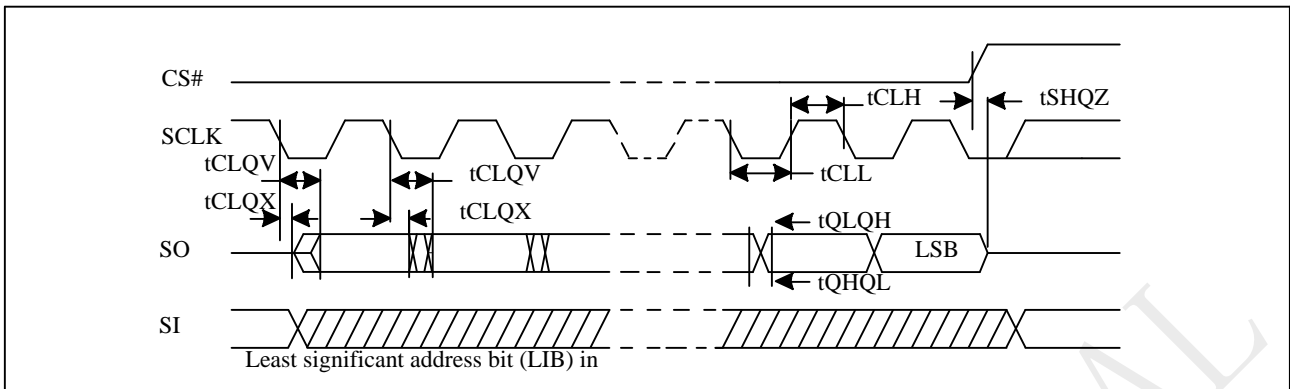 CS#
tCLH
tSHQZ
SCLK
tCLQV
tCLQV
tCLL
tCLQX
tCLQX
tQLQH
SO
LSB
tQHQL
SI
Least significant address bit (LIB) in